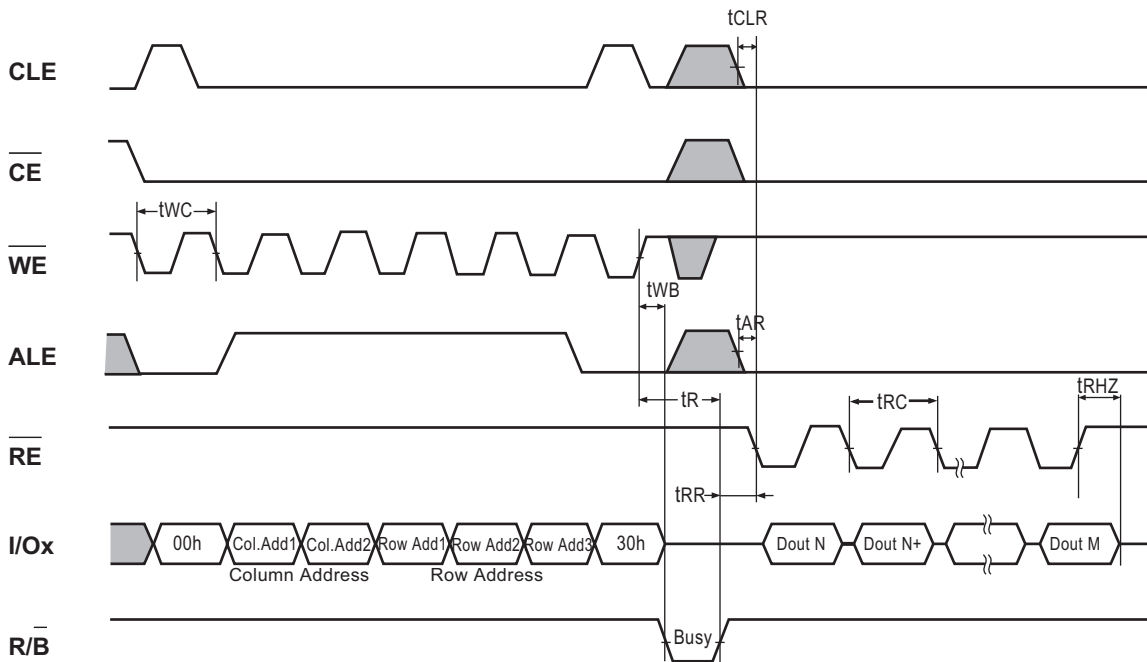 tCLR
CLE
CE
tWC
WE
tWB
tAR
ALE
tR
tRC
tRHZ
RE
tRR
I/Ox
00h Col.Add1 Col.Add2 Row Add1 Row Add2 Row Add3 30h Dout N Dout N+ Dout M
Column Address Row Address
Busy
R/B